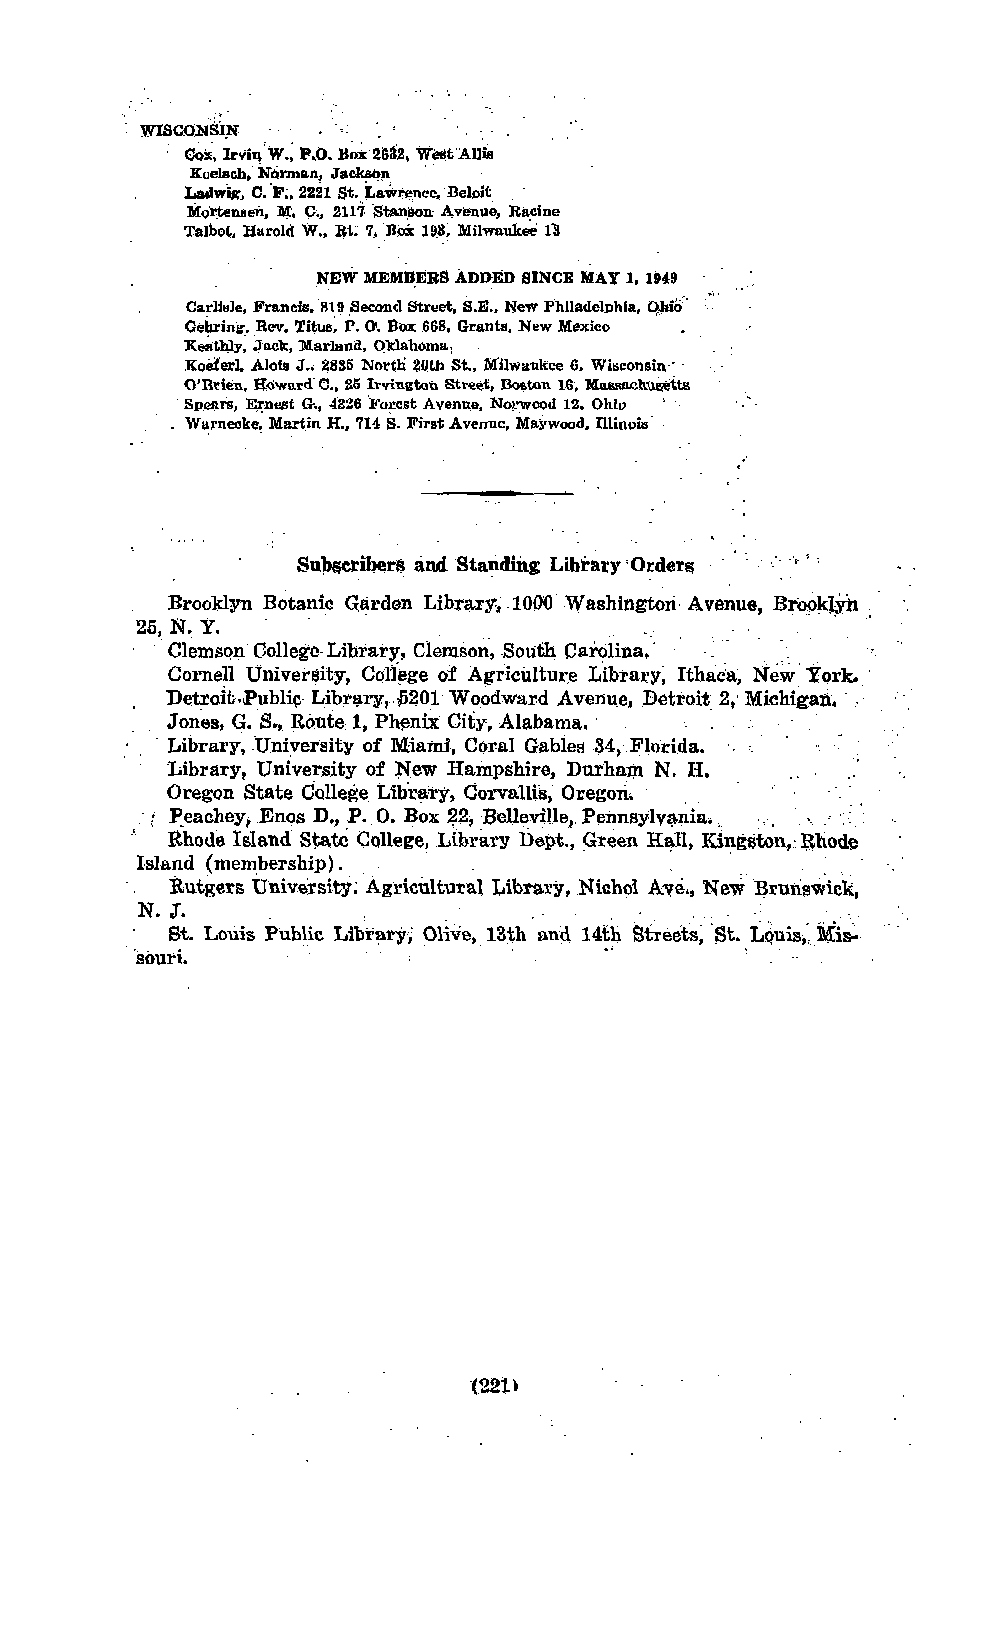 WISCONSIN
Cox, Irvin W., P.O. Box 2632, West Allis
Koelsch, Norman, Jackson
Ladwig, C. F., 2221 St. Lawrence, Beloit
Mortensen, M. C., 2117 Stanson Avenue, Racine
Talbot, Harold W., Rt. 7, Box 198, Milwaukee 13
NEW MEMBERS ADDED SINCE MAY 1, 1949
Carlisle, Francis, 819 Second Street, S.E., New Philadelphia, Ohio
Gehring, Rev. Titus, P. O. Box 668, Grants, New Mexico
Keathly, Jack, Marland, Oklahoma,
Koeferl, Alois J., 2835 North 20th St., Milwaukee 6, Wisconsin
O'Brien, Howard C., 25 Irvington Street, Boston 16, Massachusetts
Spears, Ernest G., 4326 Forest Avenue, Norwood 12, Ohio
Warnecke, Martin H., 714 S. First Avenue, Maywood, Illinois
Subscribers and Standing Library Orders
Brooklyn Botanic Garden Library, 1000 Washington Avenue, Brooklyn
25, N. Y.
Clemson College Library, Clemson, South Carolina.
Cornell University, College of Agriculture Library, Ithaca, New York.
Detroit Public Library, 5201 Woodward Avenue, Detroit 2, Michigan.
Jones, G. S., Route 1, Phenix City, Alabama.
Library, University of Miami, Coral Gables 34, Florida.
Library, University of New Hampshire, Durham N. H.
Oregon State College Library, Corvallis, Oregon.
Peachey, Enos D., P. O. Box 22, Belleville, Pennsylvania.
Rhode Island State College, Library Dept., Green Hall, Kingston, Rhode
Island (membership).
Rutgers University, Agricultural Library, Nichol Ave., New Brunswick,
N. J.
St. Louis Public Library, Olive, 13th and 14th Streets, St. Louis, Mis-
souri.
(221)